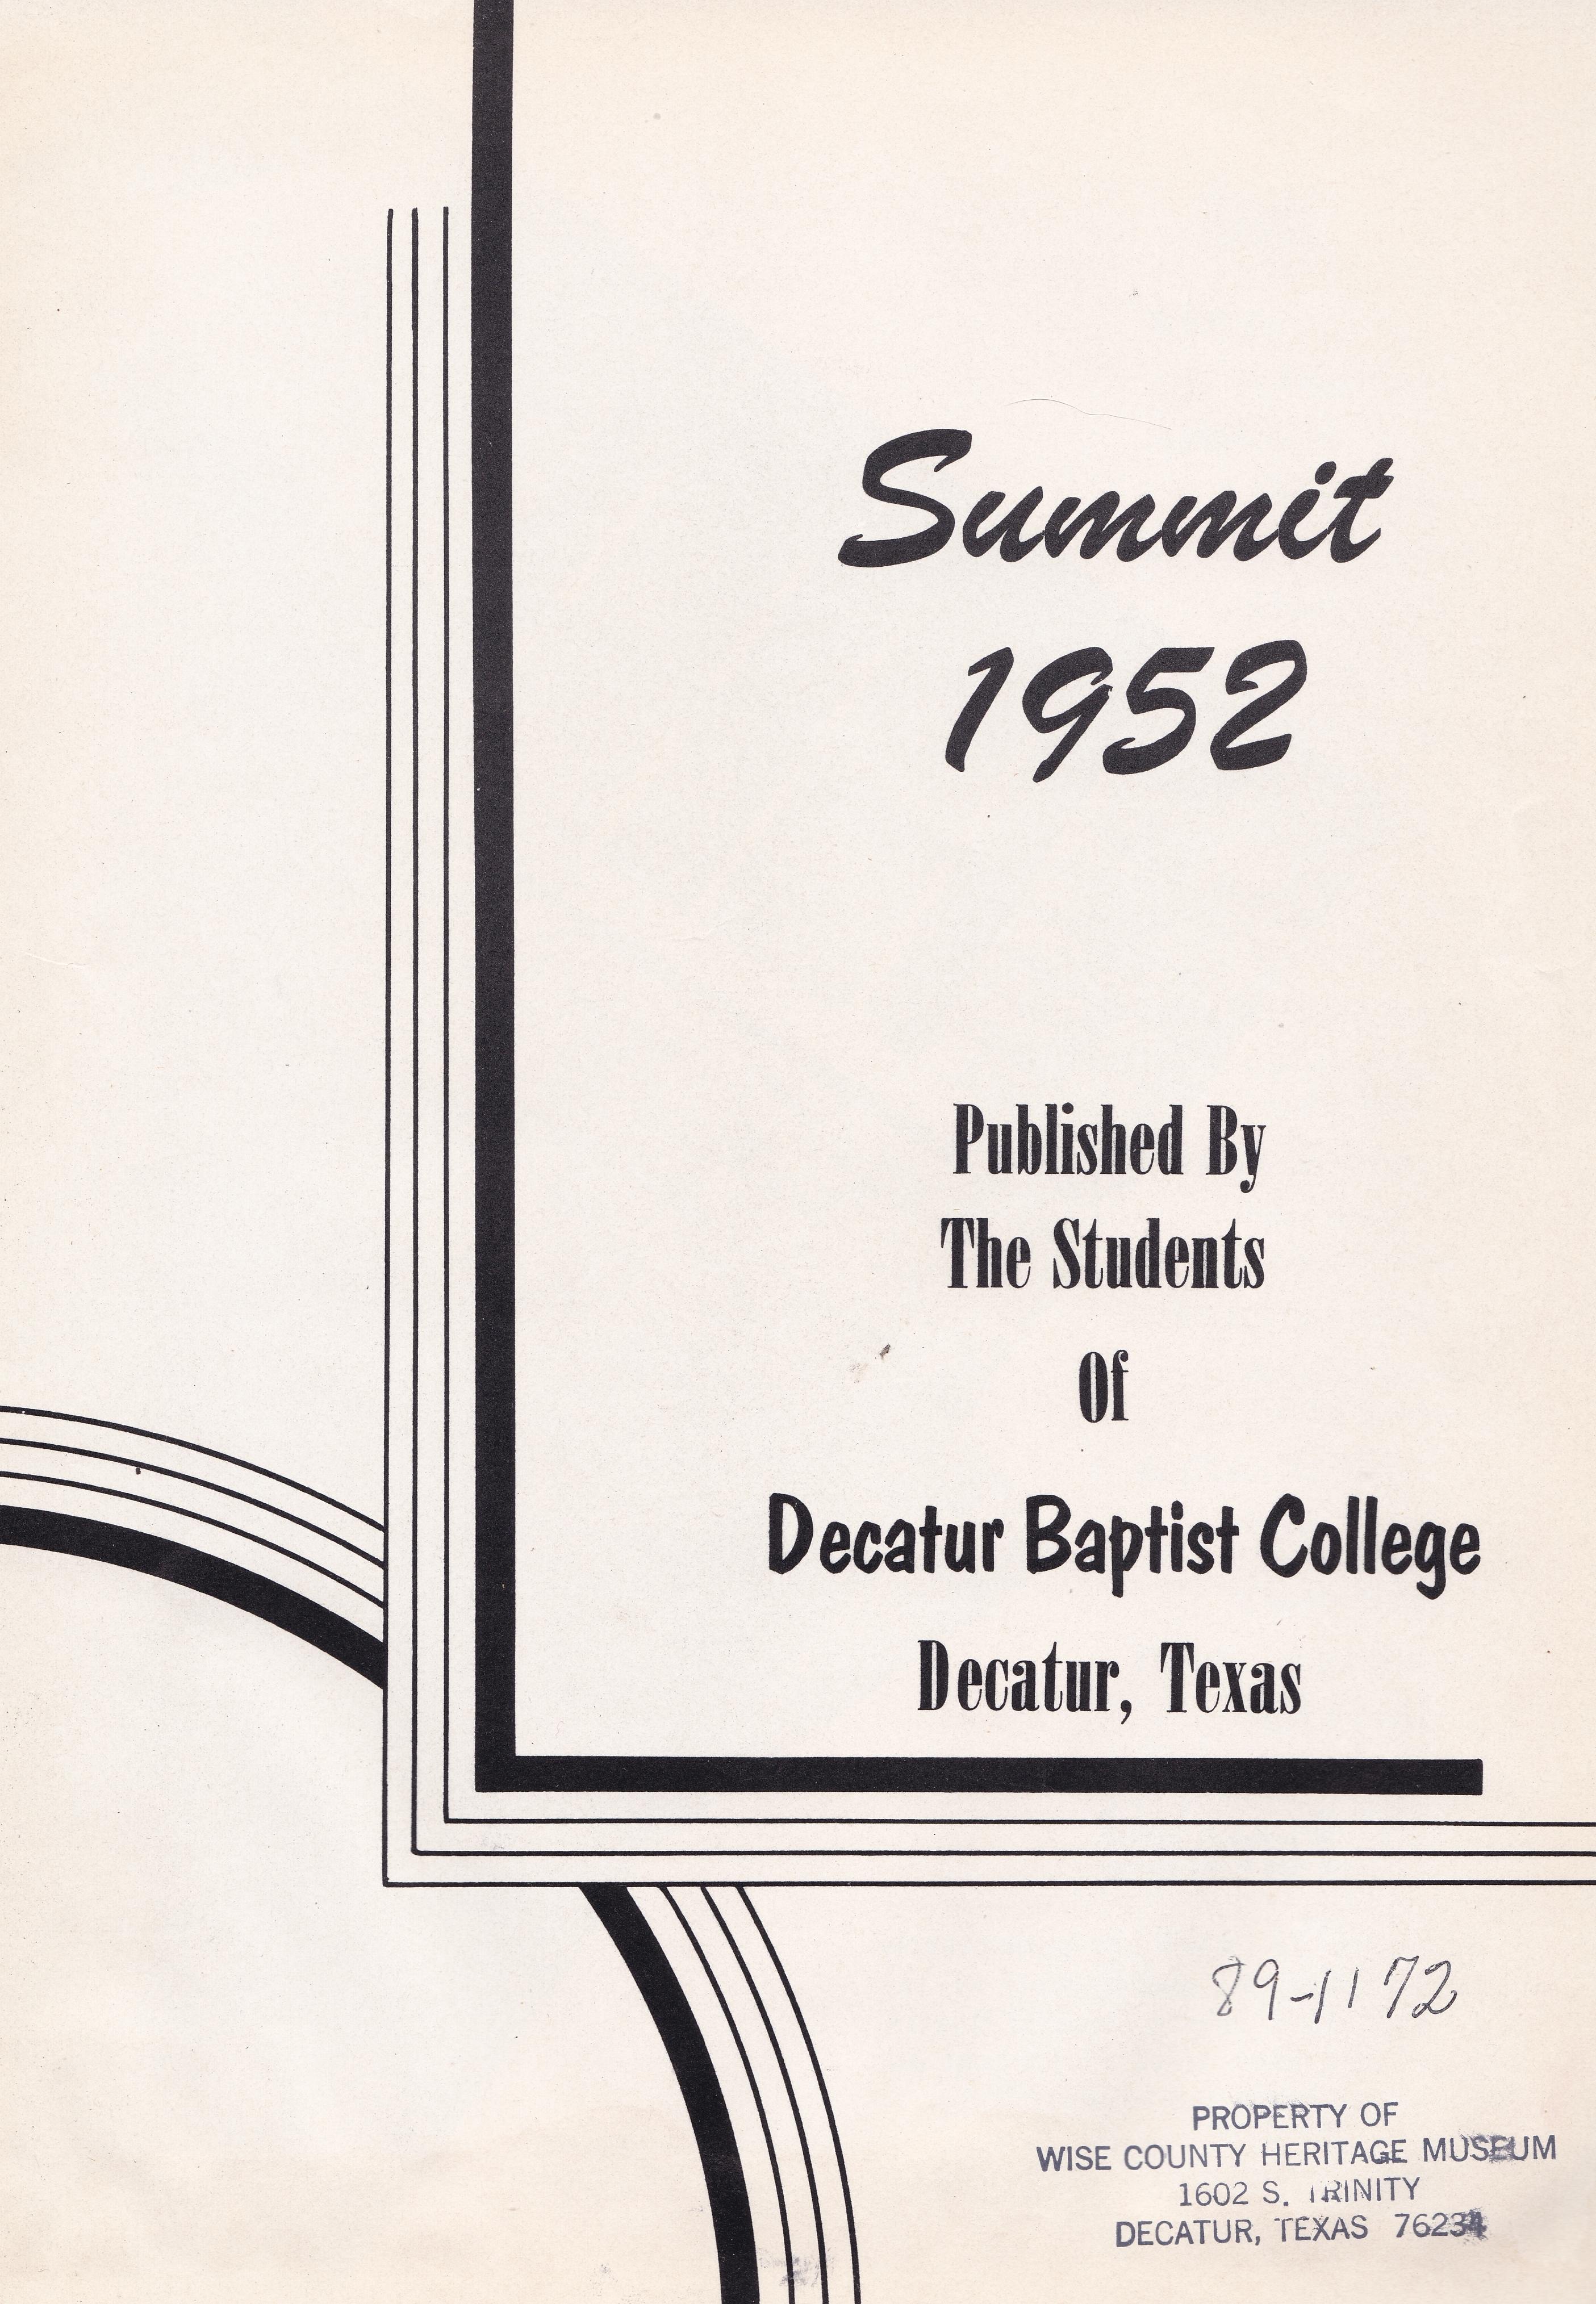 Summit
1952
Published By
The Students
Of
Decatur Baptist College
Decatur, Texas
89-1172
PROPERTY OF
WISE COUNTY HERITAGE MUSEUM
1602 S. TRINITY
DECATUR, TEXAS 76234